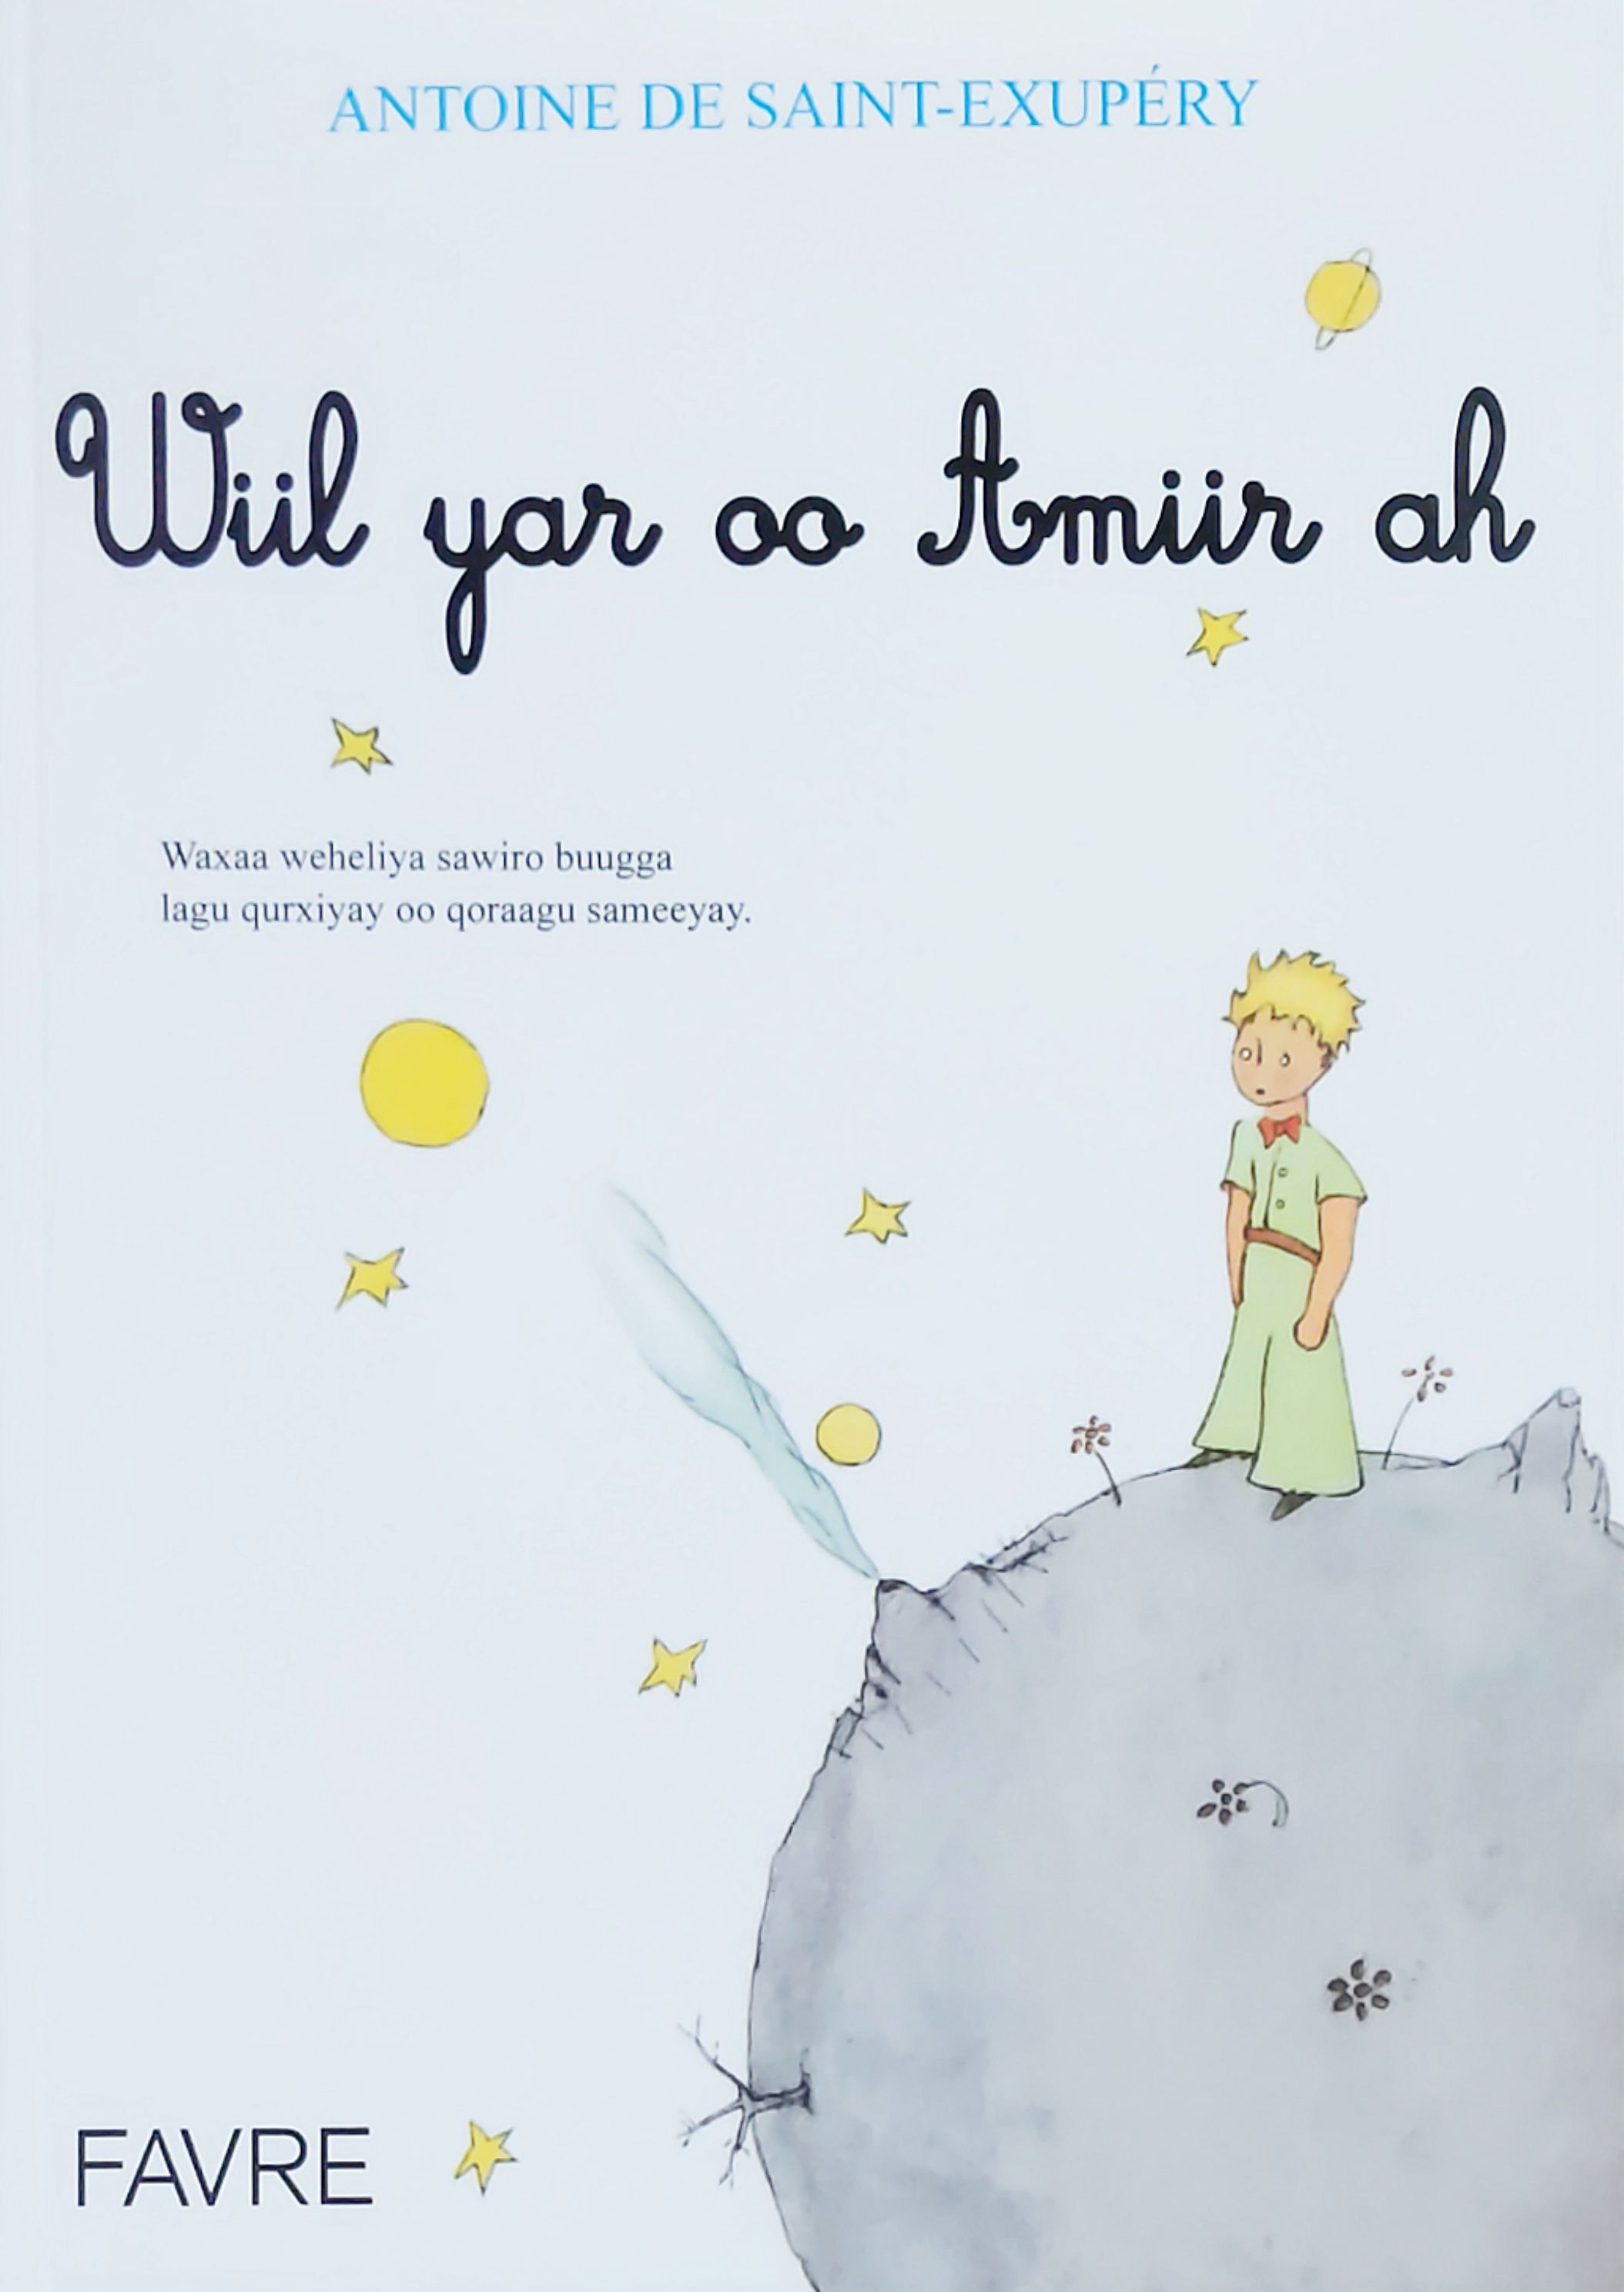 ANTOINE DE SAINT-EXUPÉRY
Wiil yar oo Amiir ah
Waxaa weheliya sawiro buugga
lagu qurxiyay oo qoraagu sameeyay.
FAVRE